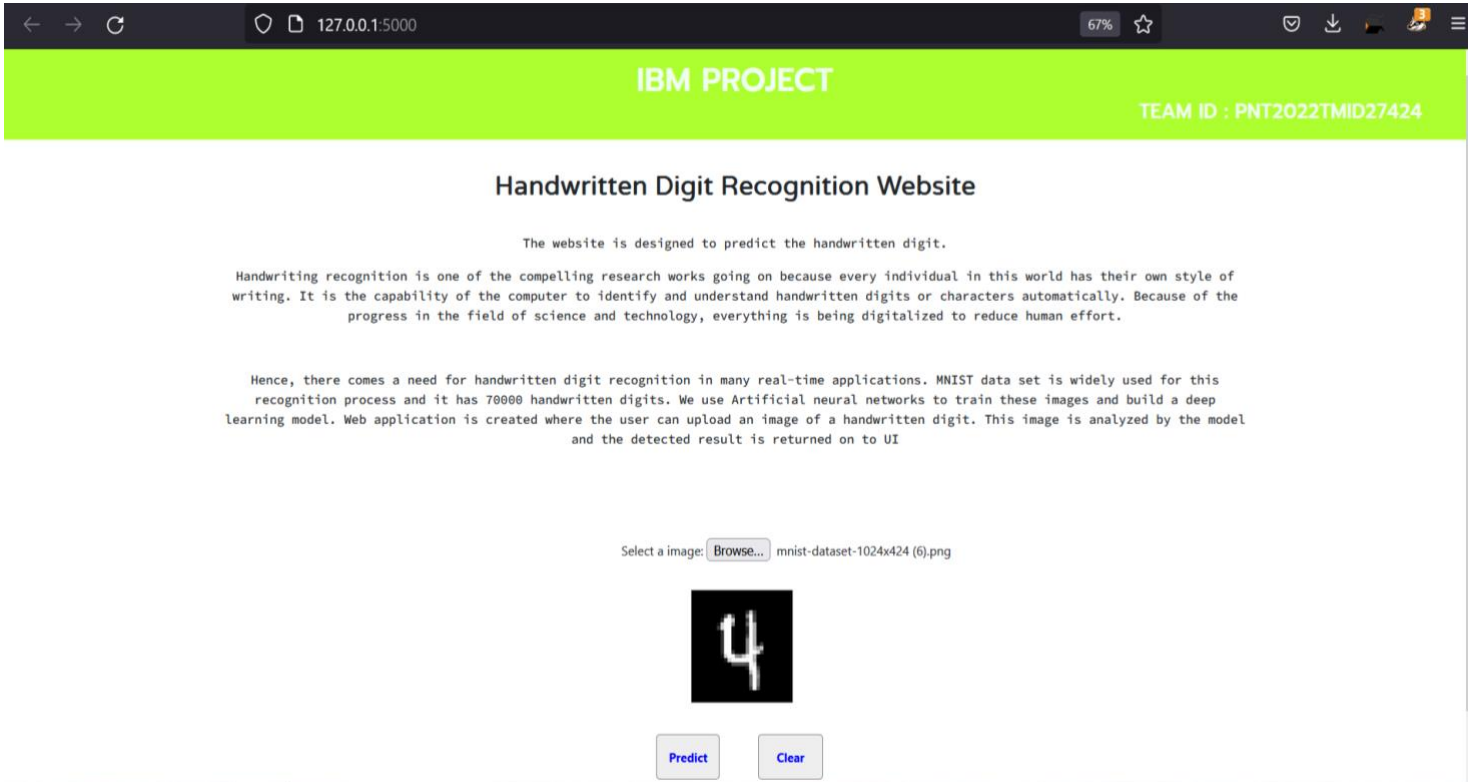 127.0.0.1:5000
67%
3
IBM PROJECT
TEAM ID : PNT2022TMID27424
Handwritten Digit Recognition Website
The website is designed to predict the handwritten digit.
Handwriting recognition is one of the compelling research works going on because every individual in this world has their own style of
writing. It is the capability of the computer to identify and understand handwritten digits or characters automatically. Because of the
progress in the field of science and technology, everything is being digitalized to reduce human effort.
Hence, there comes a need for handwritten digit recognition in many real-time applications. MNIST data set is widely used for this
recognition process and it has 70000 handwritten digits. We use Artificial neural networks to train these images and build a deep
learning model. Web application is created where the user can upload an image of a handwritten digit. This image is analyzed by the model
and the detected result is returned on to UI
Select a image: Browse... mnist-dataset-1024x424 (6).png
4
Predict Clear